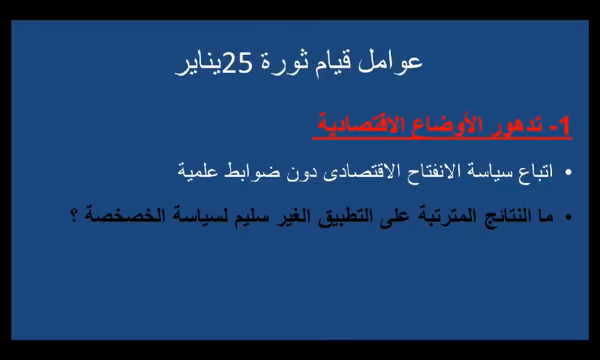 عوامل قيام ثورة 25يناير
1- تدهور الأوضاع الاقتصادية
• اتباع سياسة الانفتاح الاقتصادى دون ضوابط علمية
• ما النتائج المترتبة على التطبيق الغير سليم لسياسة الخصخصة ؟